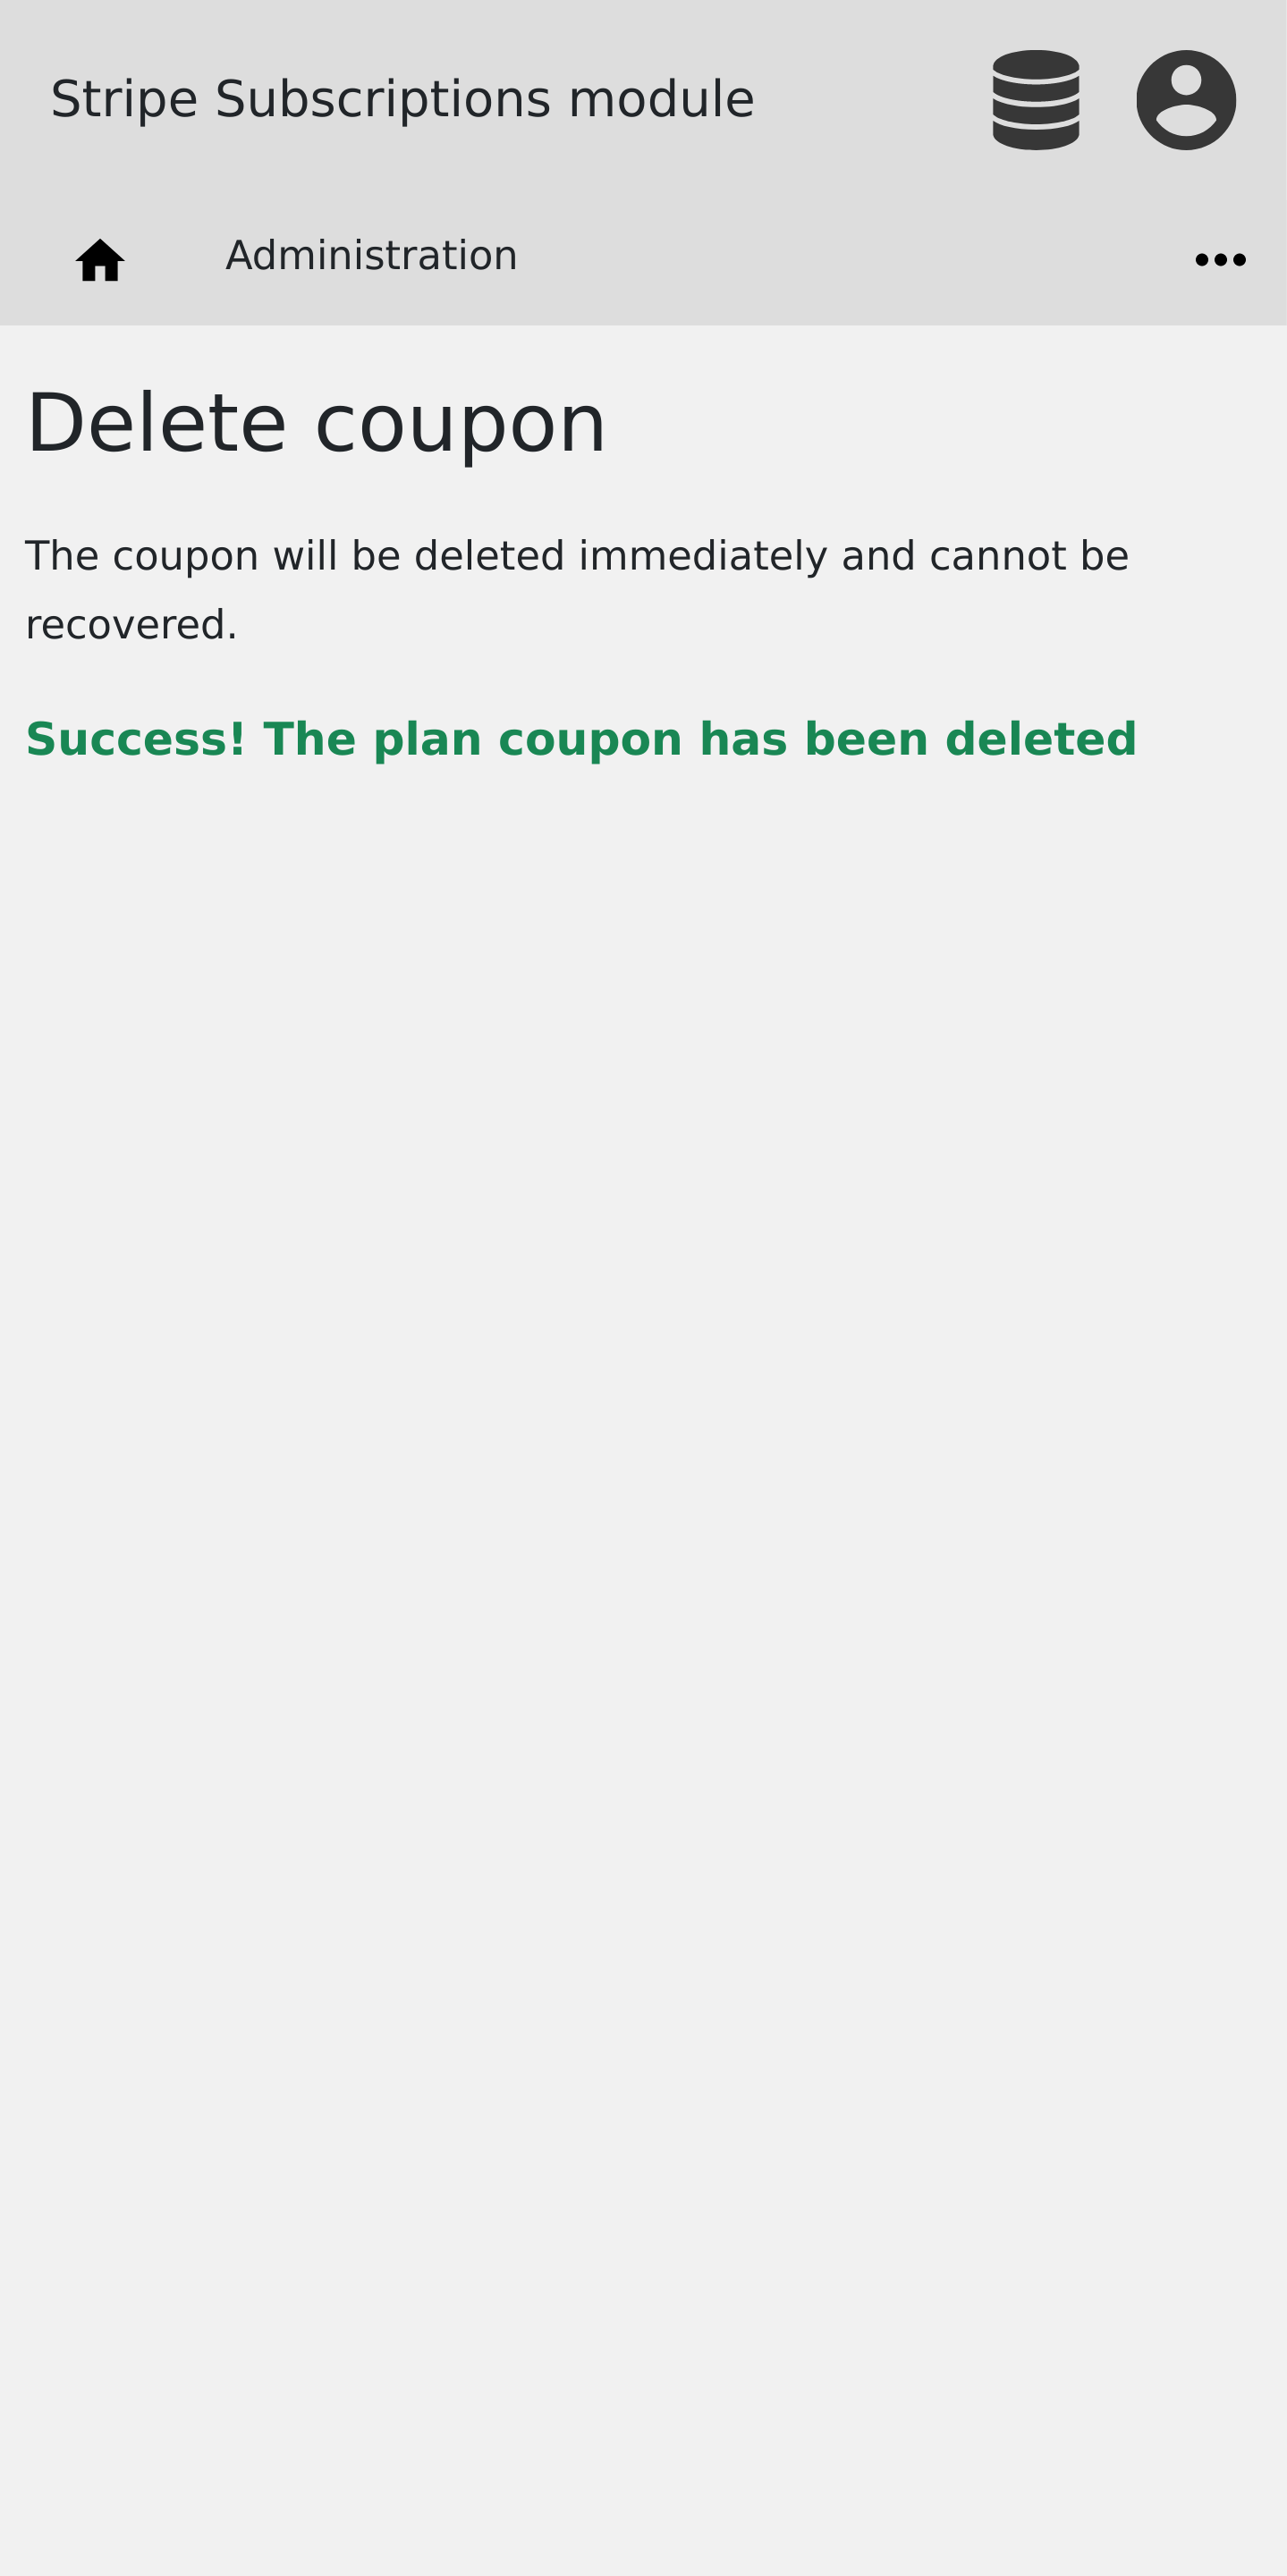 Stripe Subscriptions module
Administration
Delete coupon
The coupon will be deleted immediately and cannot be
recovered.
Success! The plan coupon has been deleted